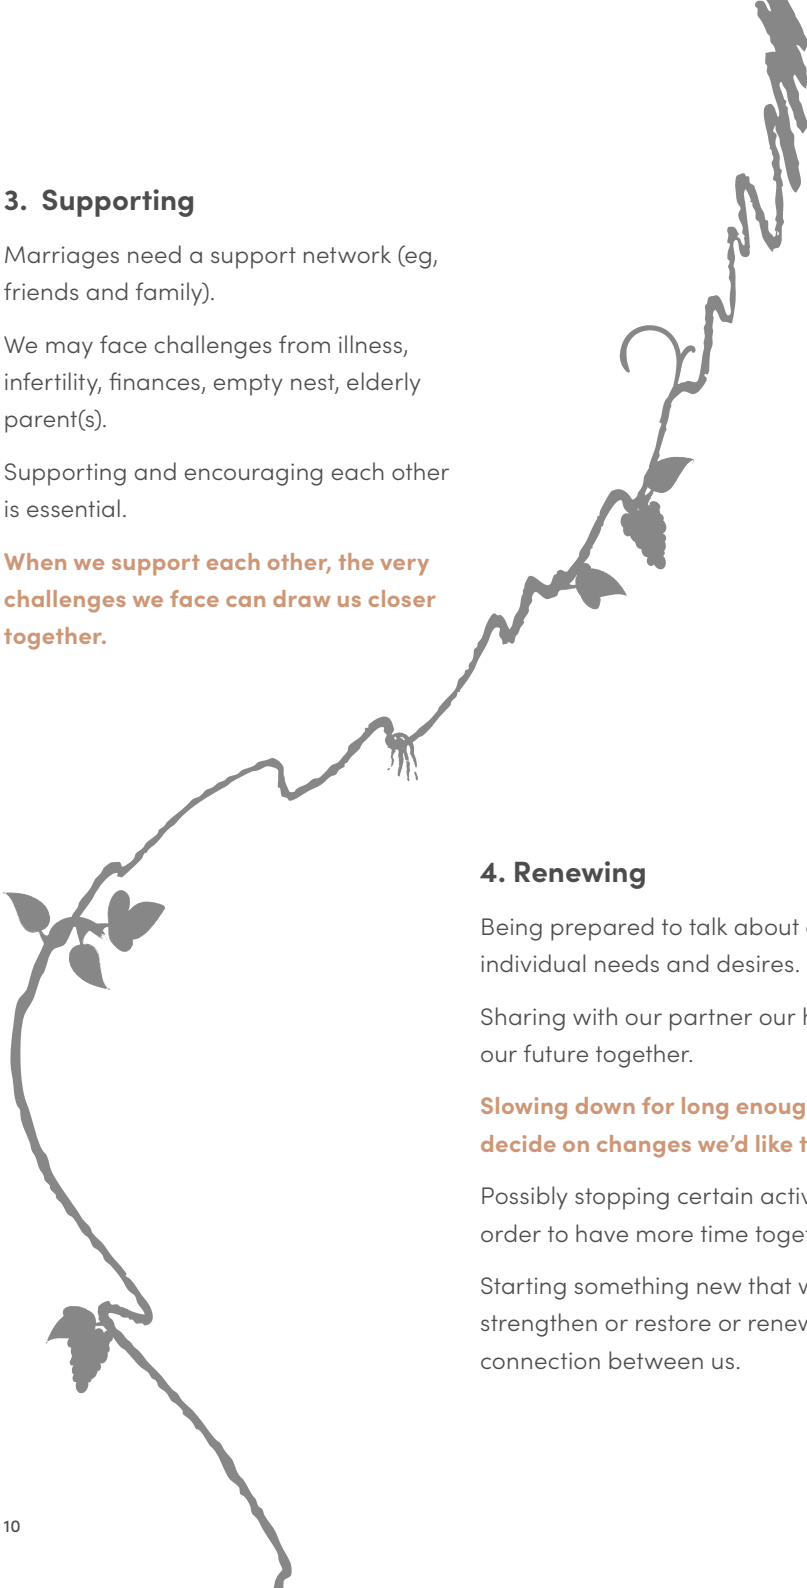 3. Supporting
Marriages need a support network (eg,
friends and family).
We may face challenges from illness,
infertility, finances, empty nest, elderly
parent(s).
Supporting and encouraging each other
is essential.
When we support each other, the very
challenges we face can draw us closer
together.
4. Renewing
Being prepared to talk about
individual needs and desires.
Sharing with our partner our
our future together.
Slowing down for long
decide on changes we’d like
Possibly stopping certain
order to have more time
Starting something new that
strengthen or restore or
connection between us.
10